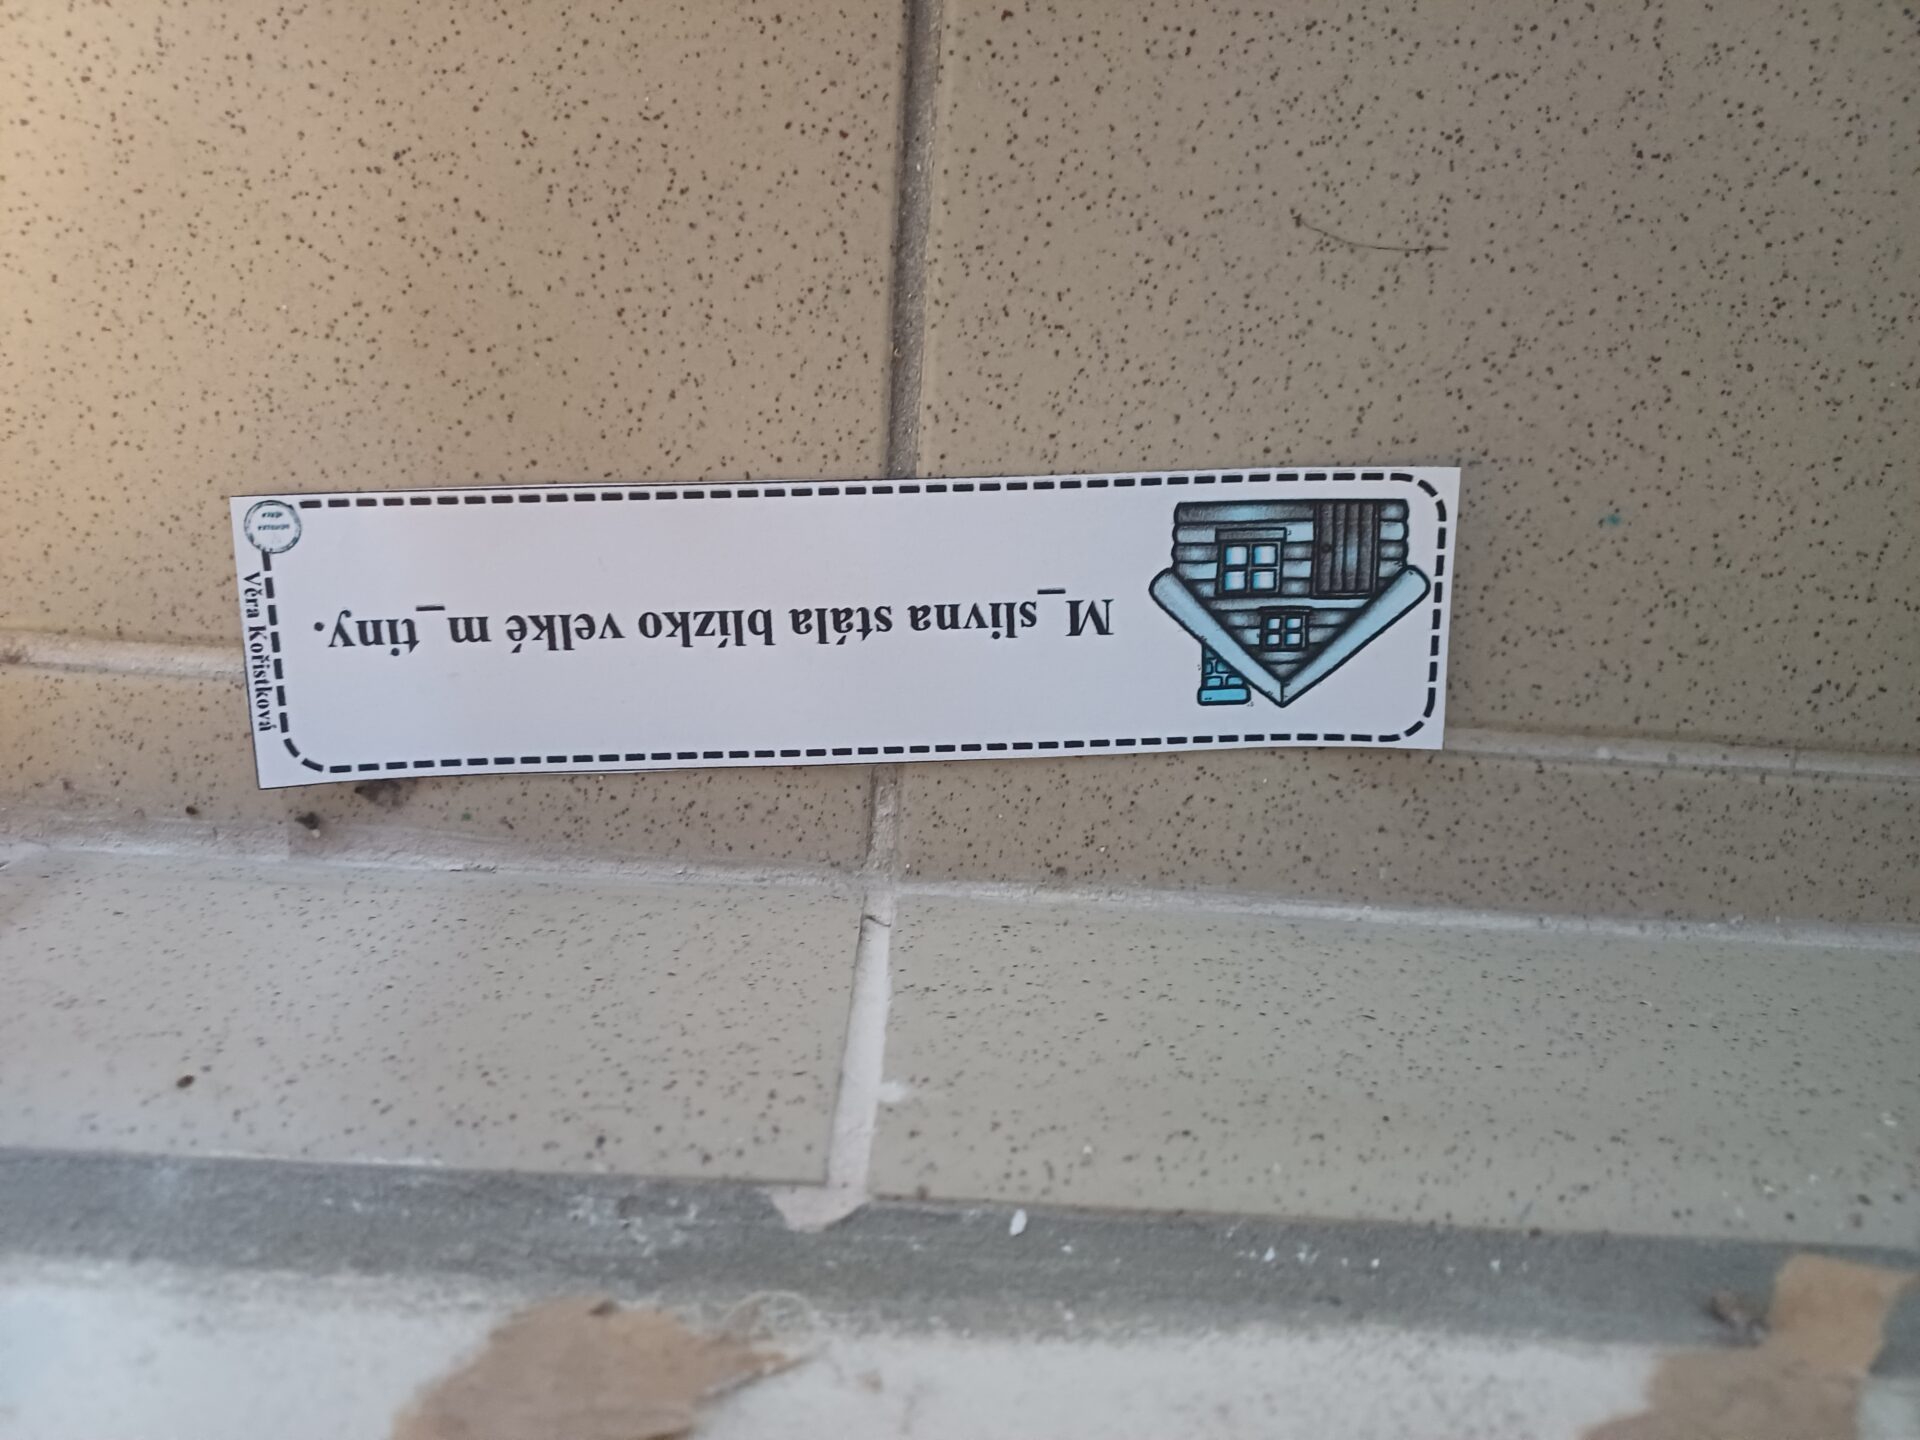 M_slivna stála blízko velké m_tiny.
Věra Kořistková